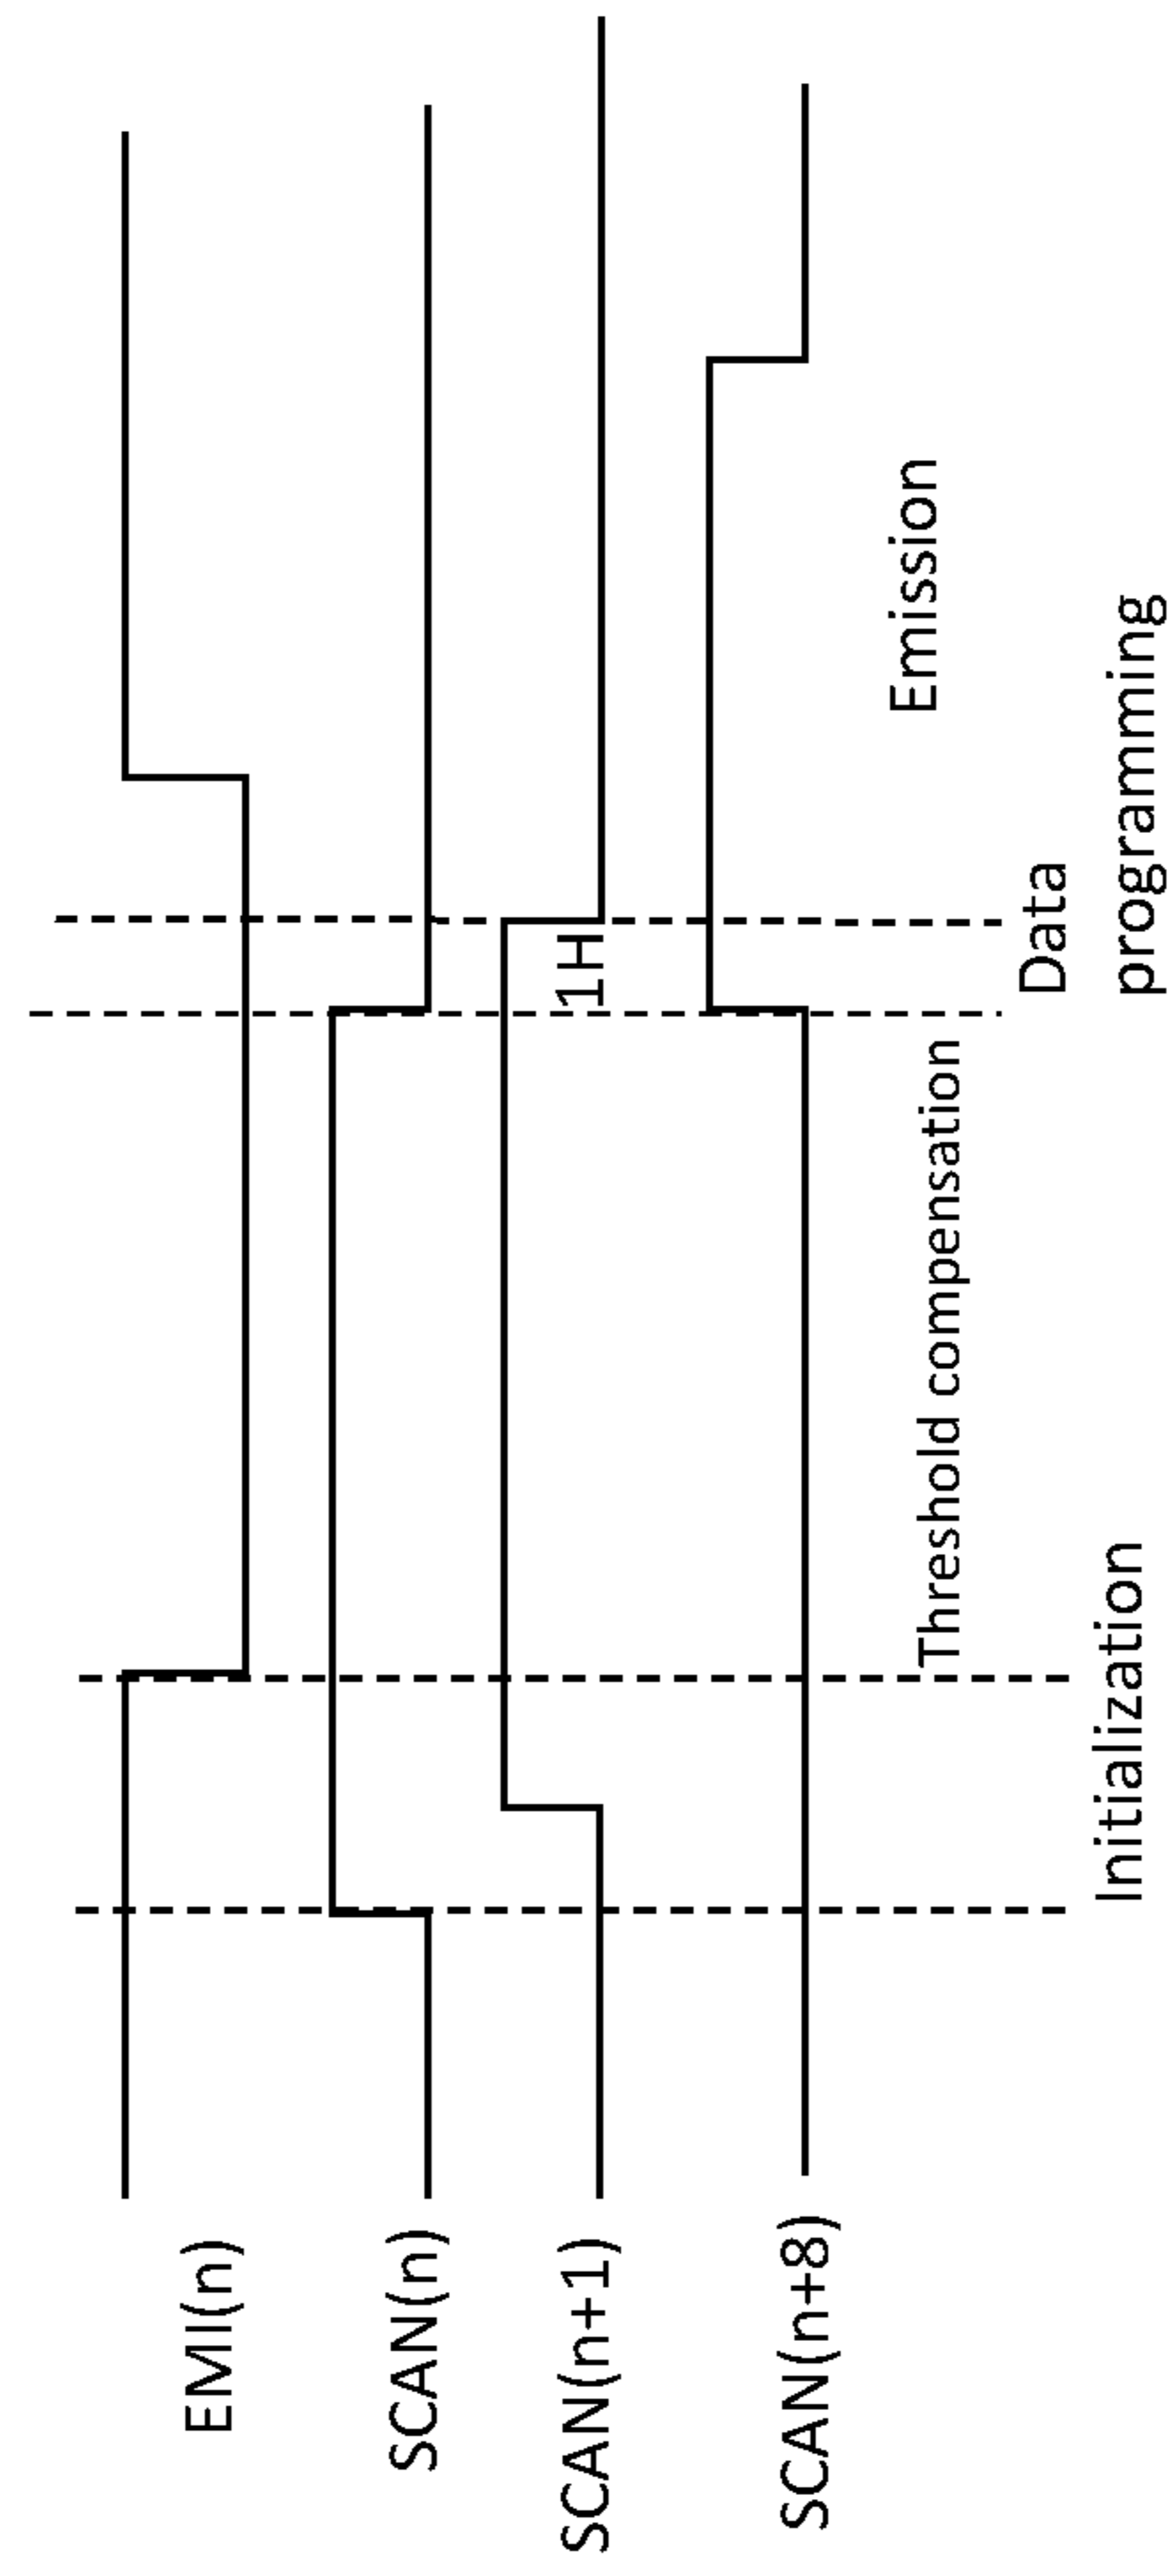 EMI(n)
SCAN(n)
SCAN(n+1)
1H
SCAN(n+8)
Initialization
Threshold compensation
Data
programming
Emission